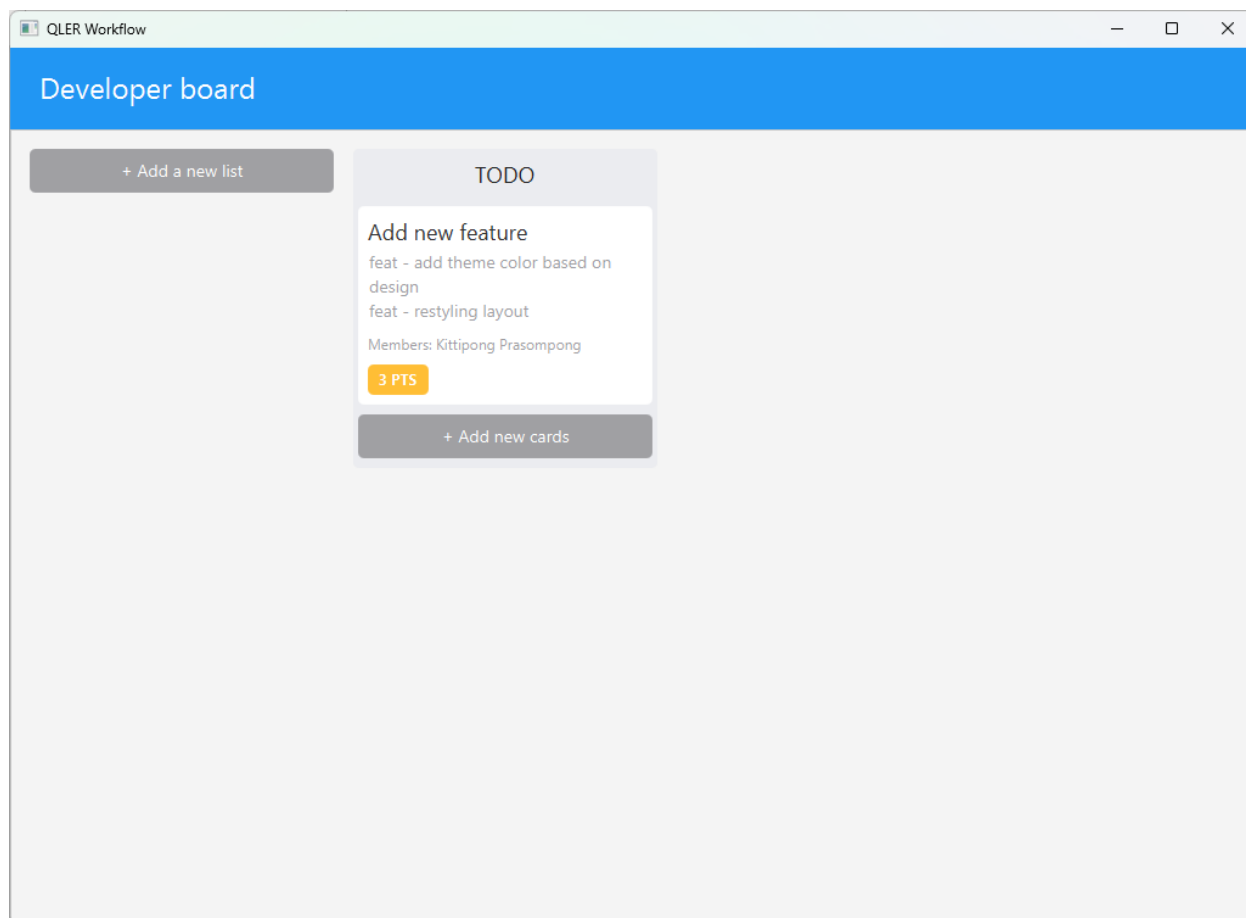 QLER Workflow
Developer board
+ Add a new list
TODO
Add new feature
feat - add theme color based on
design
feat - restyling layout
Members: Kittipong Prasompong
3 PTS
+ Add new cards